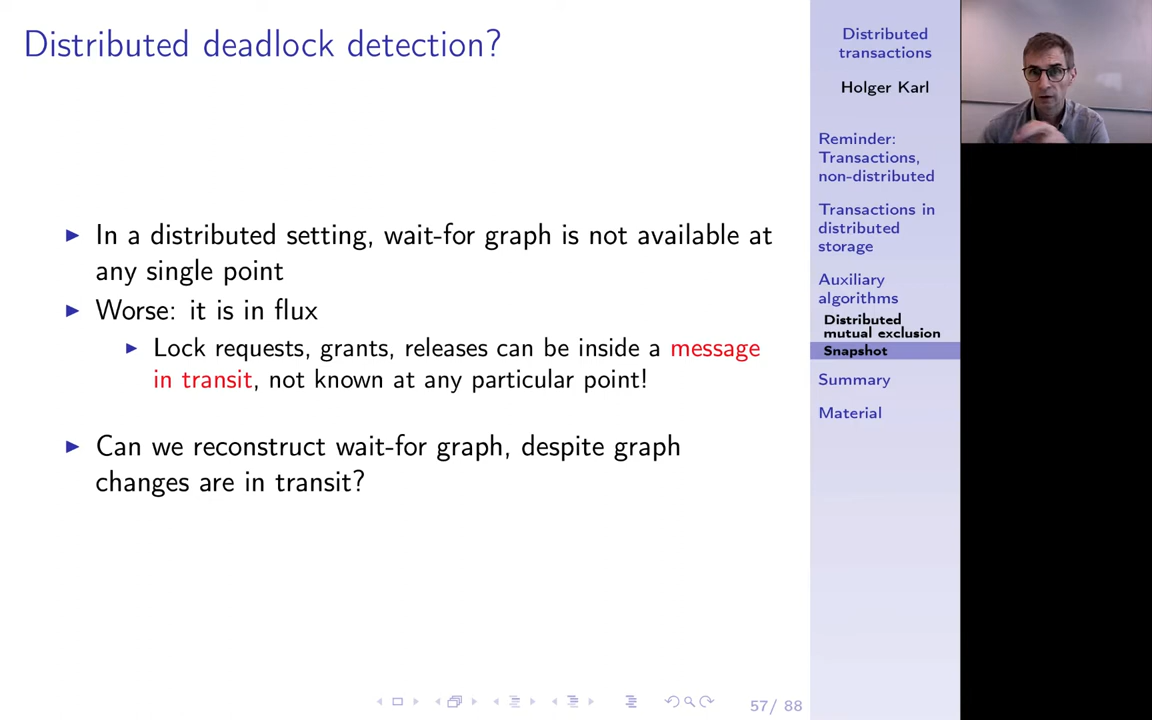 Distributed deadlock detection?
In a distributed setting, wait-for graph is not available at
any single point
Worse: it is in flux
Lock requests, grants, releases can be inside a message
in transit, not known at any particular point!
Can we reconstruct wait-for graph, despite graph
changes are in transit?
Distributed
transactions
Holger Karl
Reminder:
Transactions,
non-distributed
Transactions in
distributed
storage
Auxiliary
algorithms
Distributed
mutual exclusion
Snapshot
Summary
Material
57/ 88